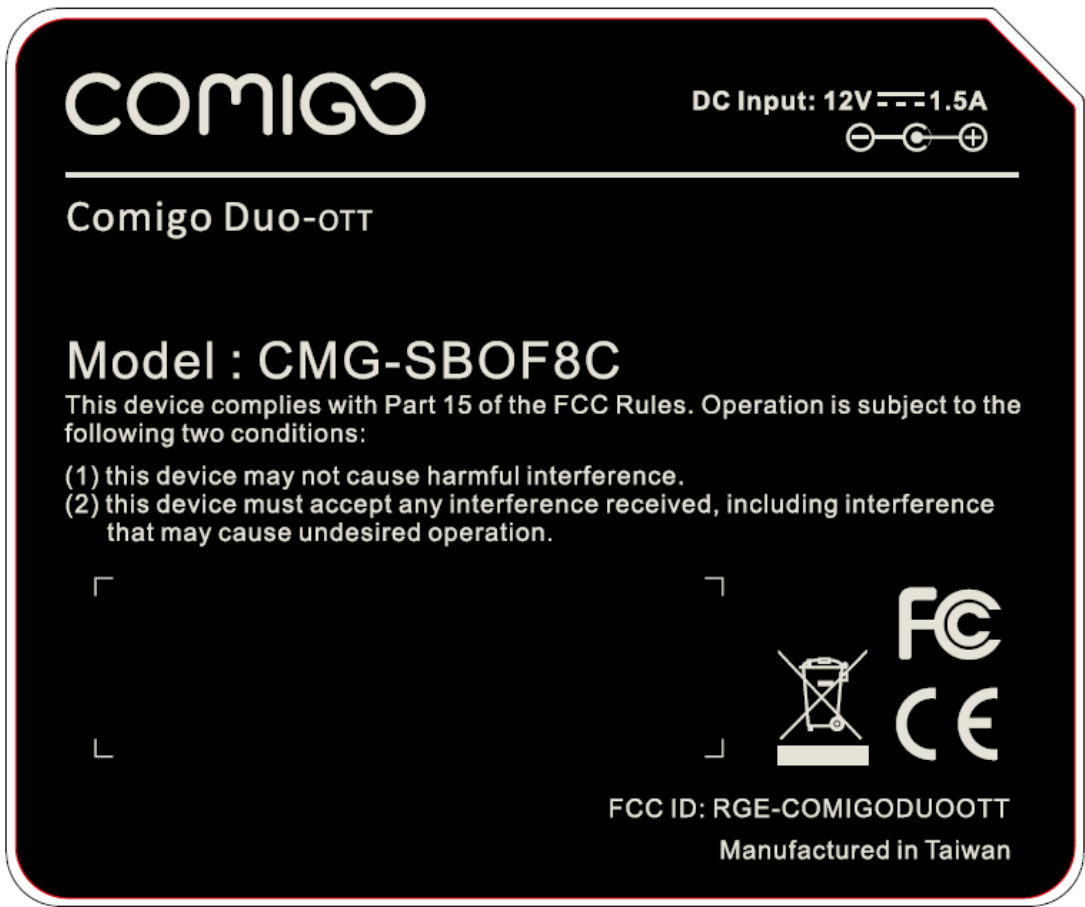 COMIGO
DC Input: 12V⎓1.5A
Comigo Duo-OTT
Model : CMG-SBOF8C
This device complies with Part 15 of the FCC Rules. Operation is subject to the
following two conditions:
(1) this device may not cause harmful interference.
(2) this device must accept any interference received, including interference
that may cause undesired operation.
FC
CE
FCC ID: RGE-COMIGODUOOTT
Manufactured in Taiwan